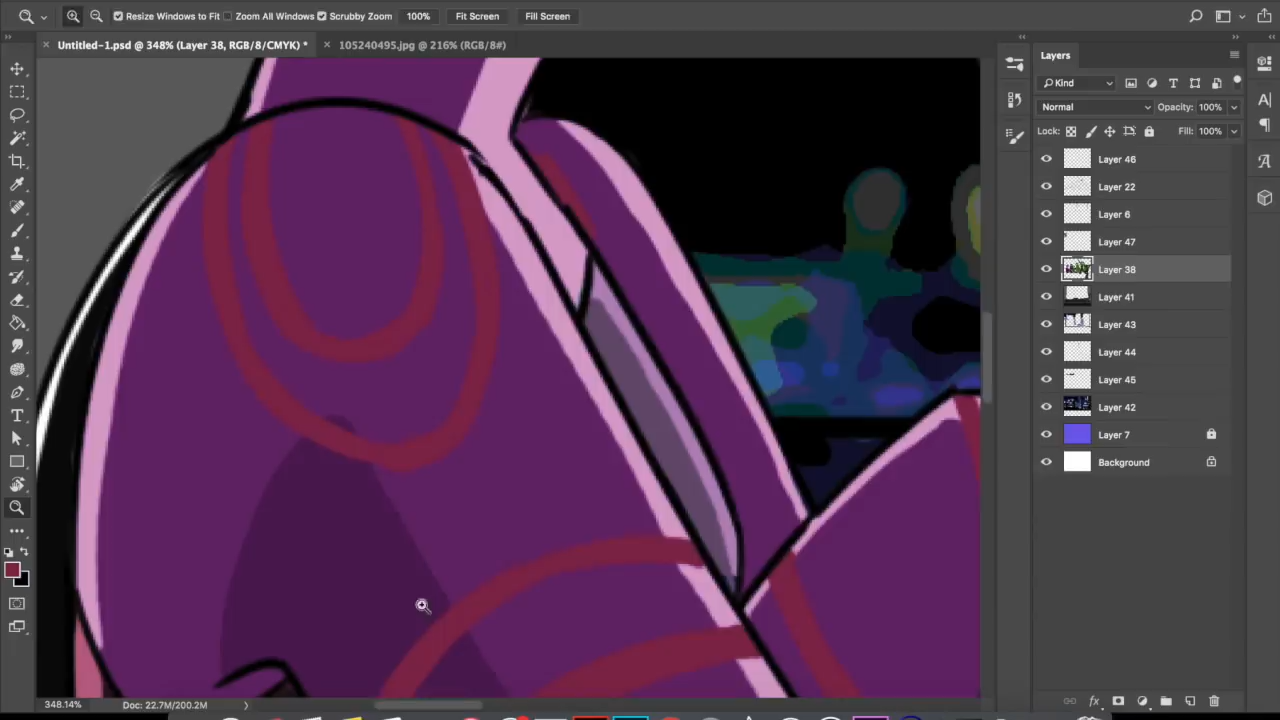 Resize Windows to Fit Zoom All Windows Scrubby Zoom 100% Fit Screen Fill Screen
Untitled-1.psd @ 348% (Layer 38, RGB/8/CMYK) * 105240495.jpg @ 216% (RGB/8#)
Layers
Kind
Normal Opacity: 100%
Lock: Fill: 100%
Layer 46
Layer 22
Layer 6
Layer 47
Layer 38
Layer 41
Layer 43
Layer 44
Layer 45
Layer 42
Layer 7
Background
348.14% Doc: 22.7M/200.2M